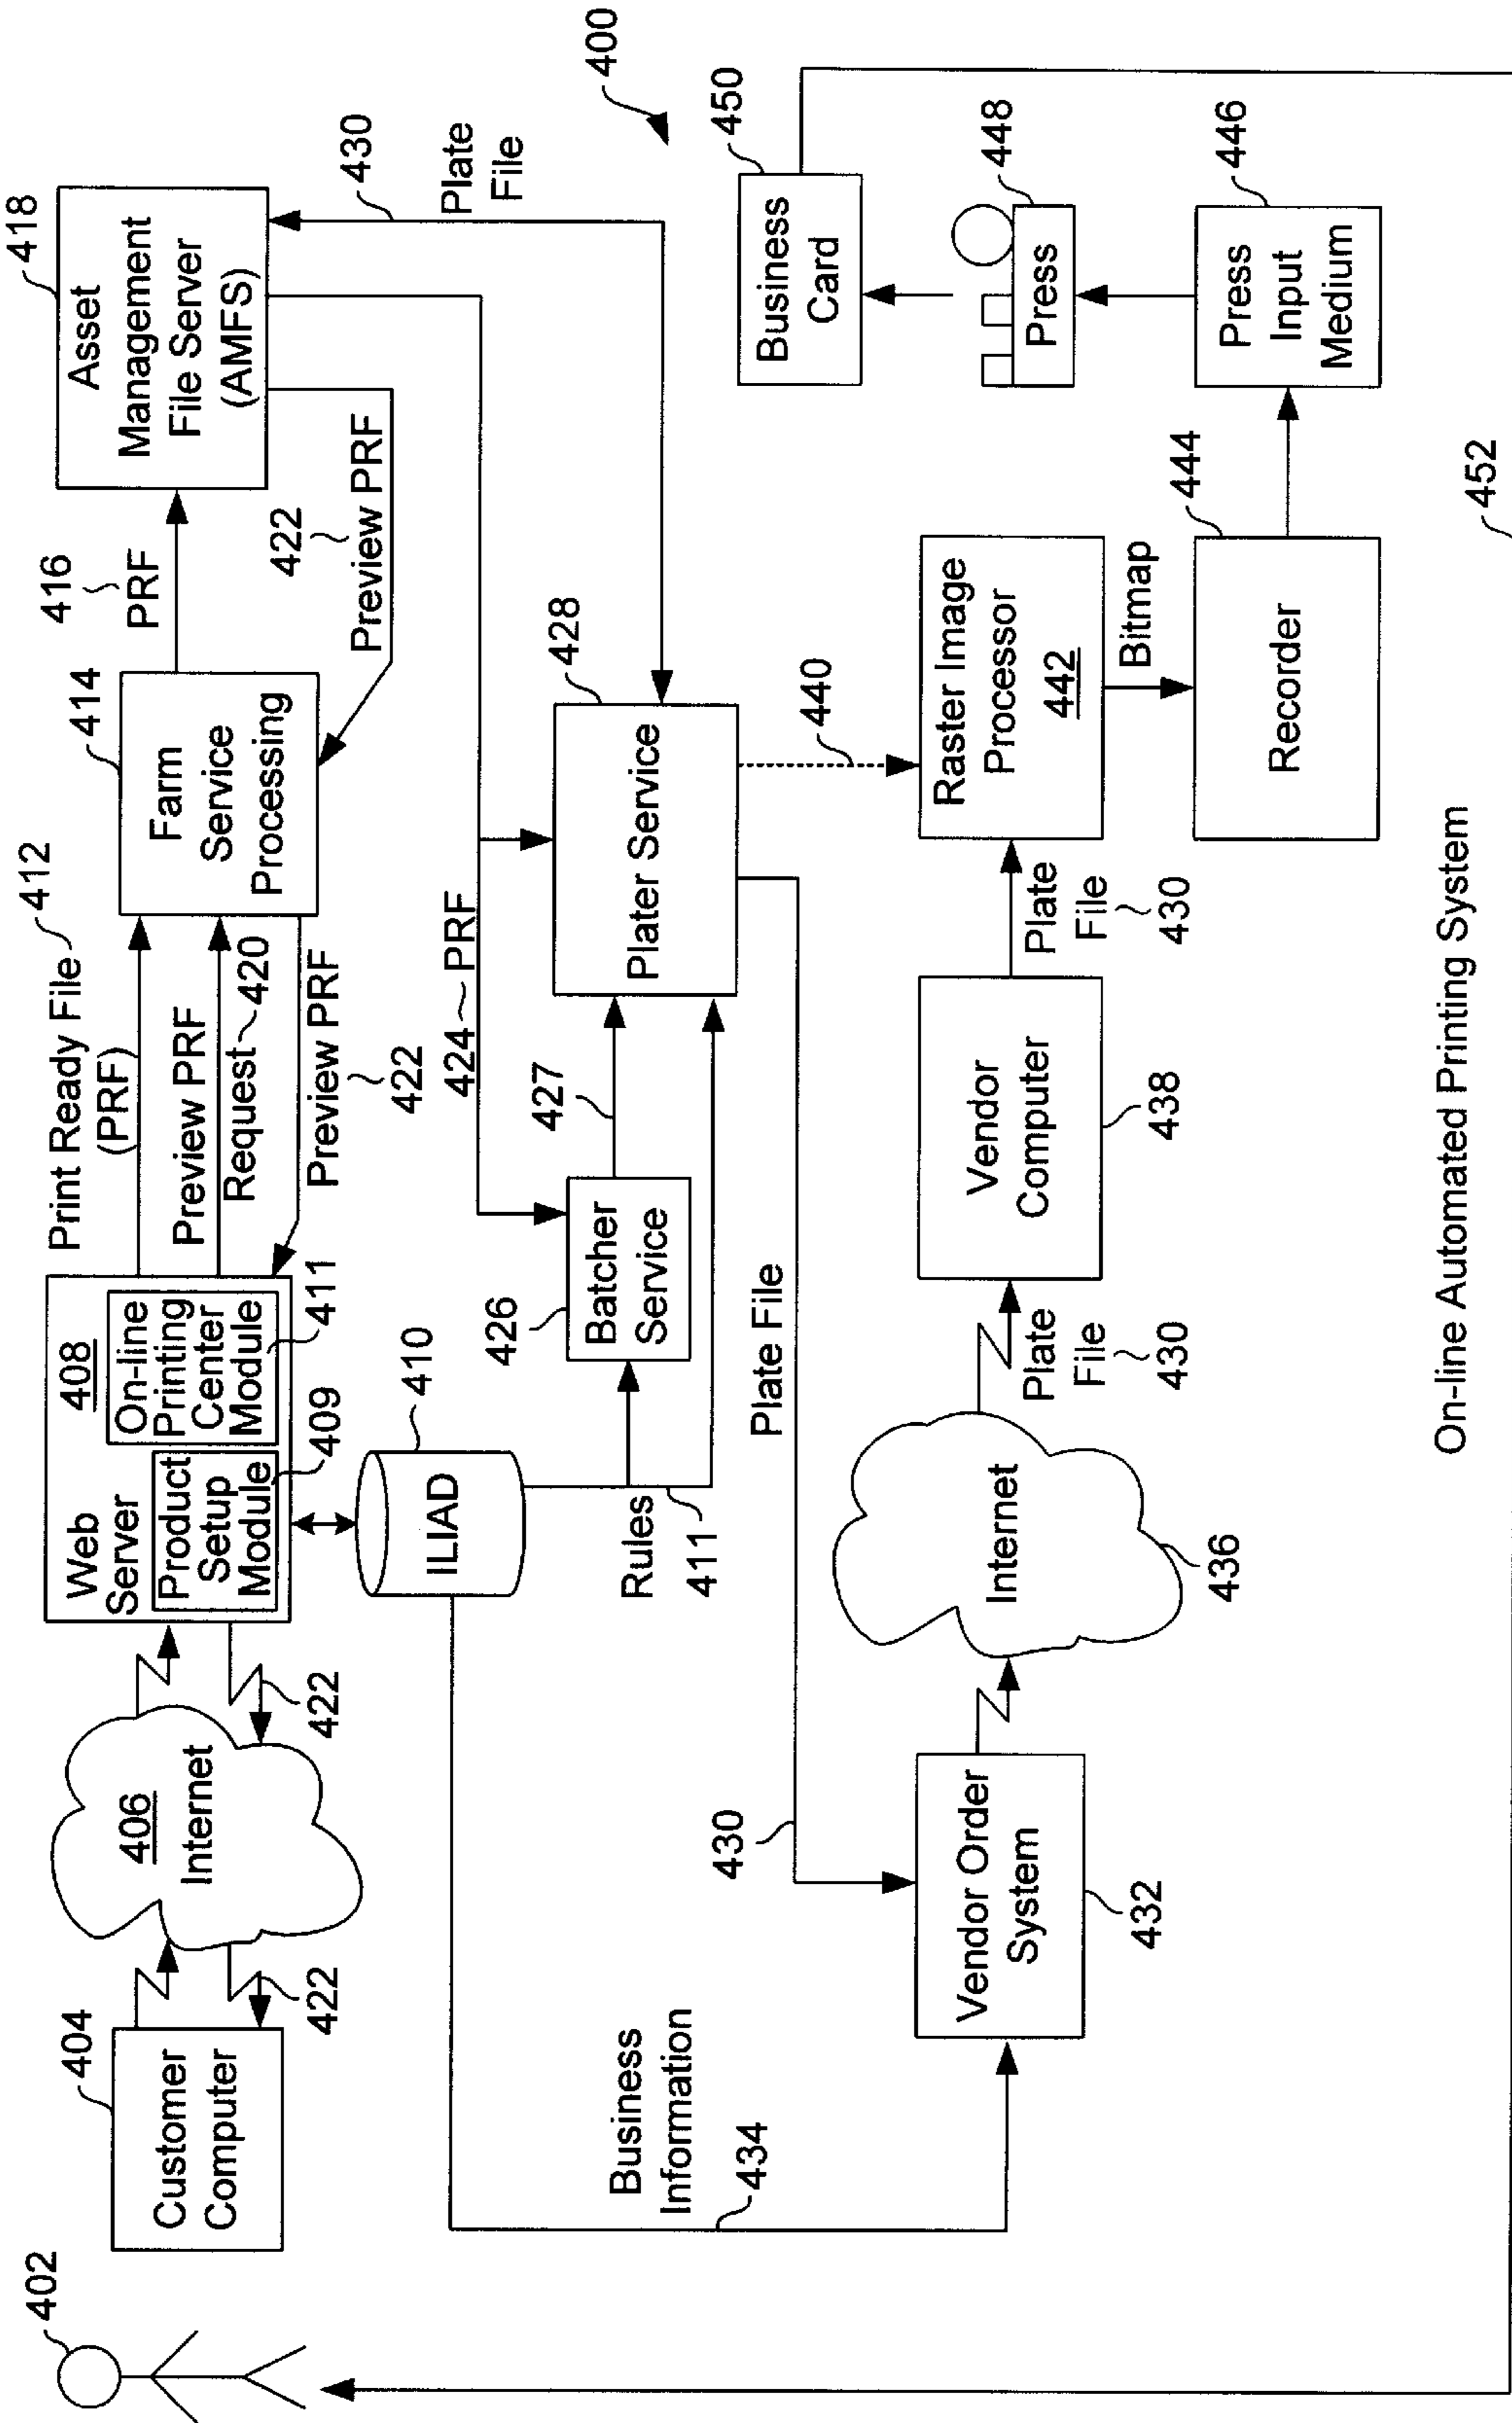 402
404
Customer
Computer
422
406
Internet
422
Web
Server
408
Product
Setup
Module
On-line
Printing
Center
Module
409
411
Print Ready File
(PRF)
412
Preview PRF
Request
420
Preview PRF
422
414
Farm
Service
Processing
416
PRF
422
Preview PRF
418
Asset
Management
File Server
(AMFS)
430
Plate
File
400
410
ILIAD
Rules
411
426
Batcher
Service
424
PRF
427
428
Plater Service
Plate File
430
440
Business
Information
434
Vendor Order
System
432
Internet
436
Plate
File
430
Vendor
Computer
438
Plate
File
430
Raster Image
Processor
442
Bitmap
Recorder
444
Press
Input
Medium
446
Press
448
Business
Card
450
452
On-line Automated Printing System